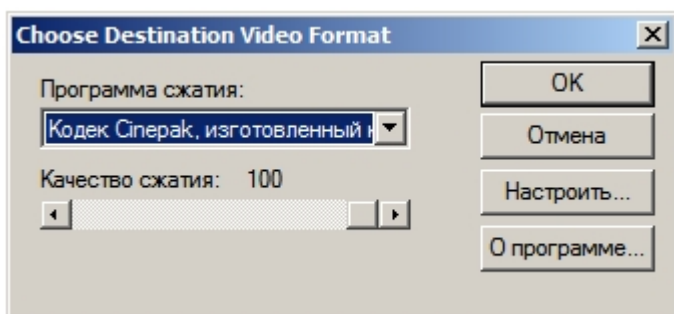 Choose Destination Video Format
Программа сжатия:
Кодек Cinepak, изготовленный
Качество сжатия: 100
OK
Отмена
Настроить...
О программе...